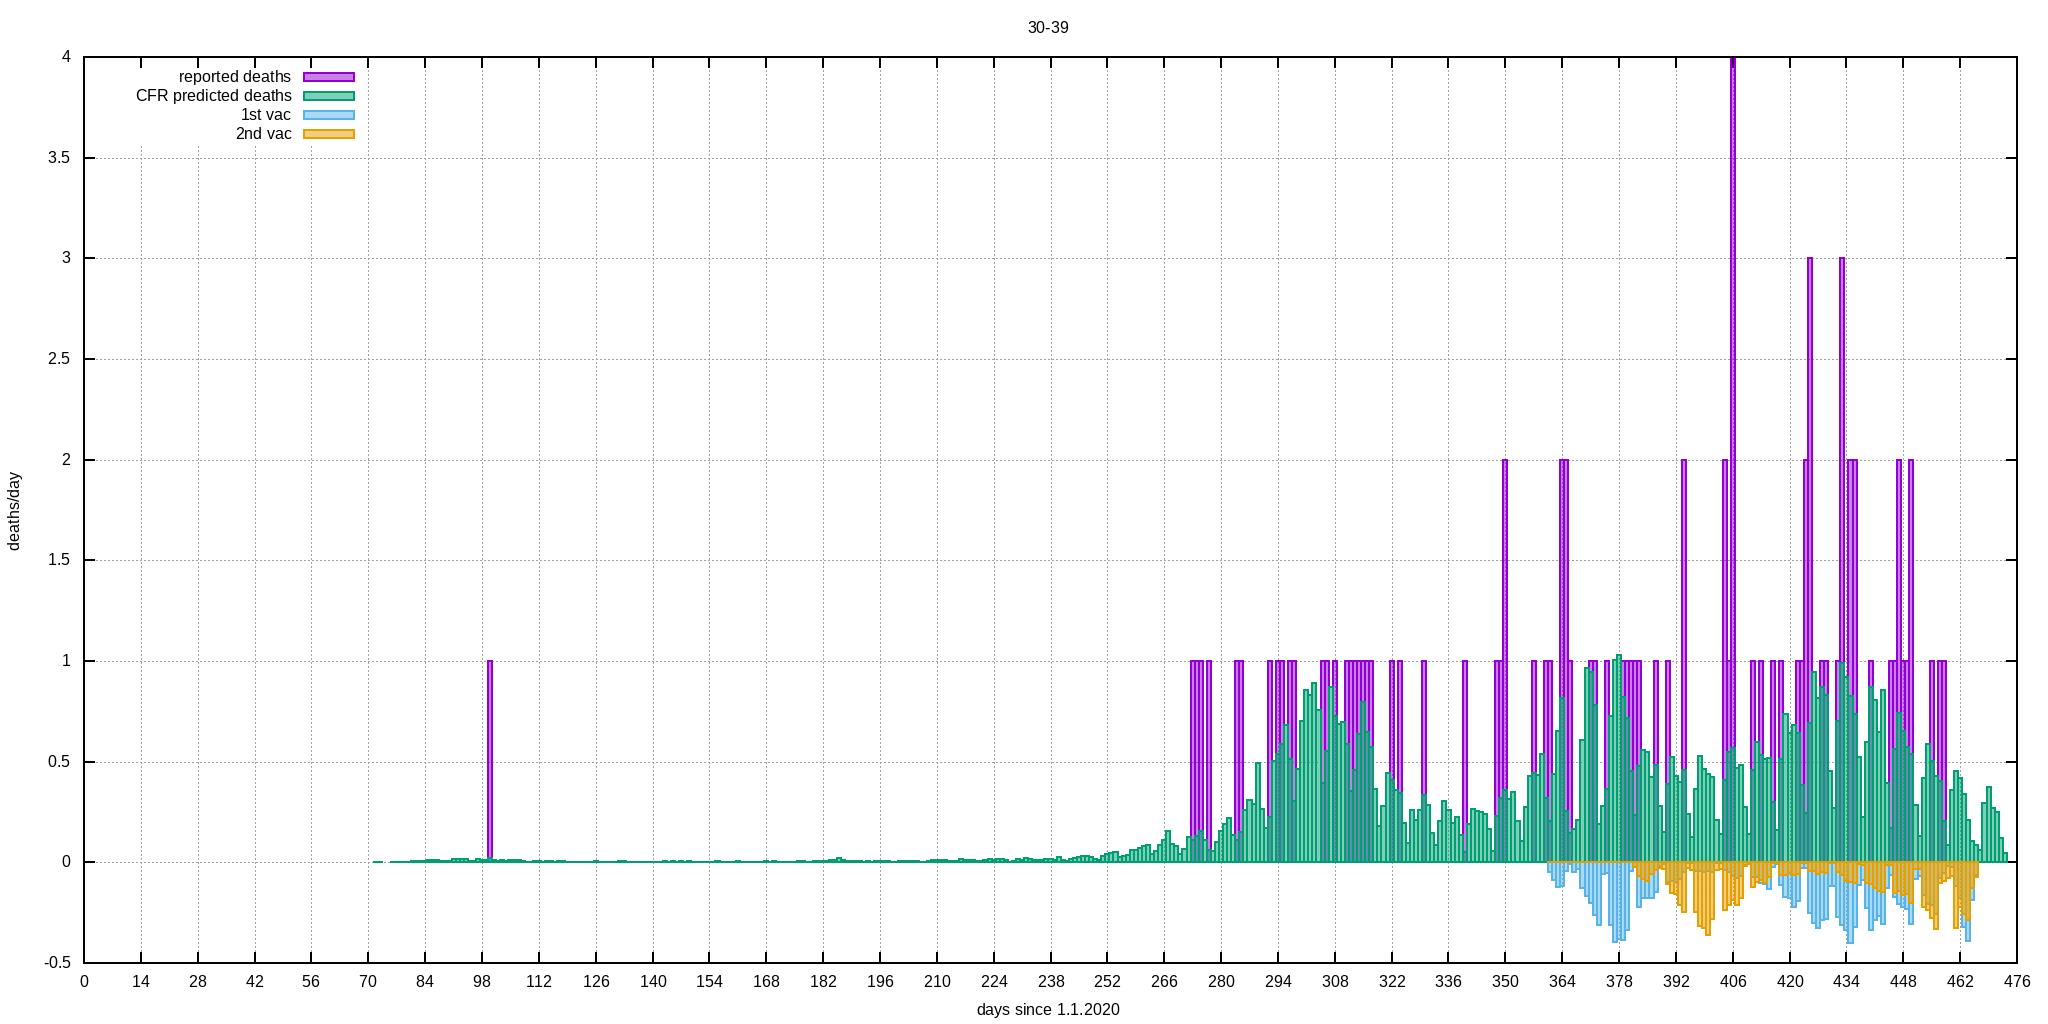 30-39
4
reported deaths
CFR predicted deaths
1st vac
2nd vac
3.5
3
2.5
2
1.5
1
0.5
0
-0.5
deaths/day
0 14 28 42 56 70 84 98 112 126 140 154 168 182 196 210 224 238 252 266 280 294 308 322 336 350 364 378 392 406 420 434 448 462 476
days since 1.1.2020